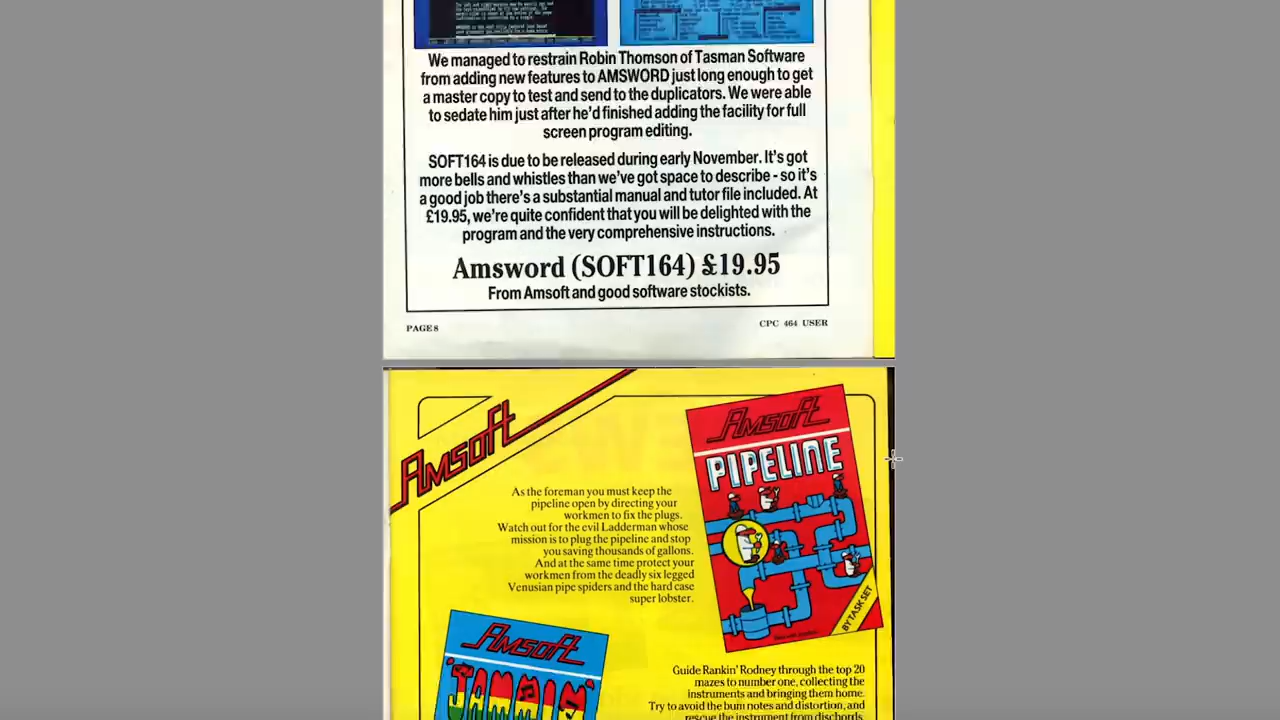 We managed to restrain Robin Thomson of Tasman Software
from adding new features to AMSWORD just long enough to get
a master copy to test and send to the duplicators. We were able
to sedate him just after he'd finished adding the facility for full
screen program editing.
SOFT164 is due to be released during early November. It's got
more bells and whistles than we've got space to describe - so it's
a good job there's a substantial manual and tutor file included. At
£19.95, we're quite confident that you will be delighted with the
program and the very comprehensive instructions.
Amsword (SOFT164) £19.95
From Amsoft and good software stockists.
PAGE 8
CPC 464 USER
Amsoft
Amsoft
PIPELINE
As the foreman you must keep the
pipeline open by directing your
workmen to fix the plugs.
Watch out for the evil Ladderman whose
mission is to plug the pipeline and stop
you saving thousands of gallons.
And at the same time protect your
workmen from the deadly six legged
Venusian pipe spiders and the hard case
super lobster.
BY TASK SET
Amsoft
'JAMMIN'
Guide Rankin' Rodney through the top 20
mazes to number one, collecting the
instruments and bringing them home.
Try to avoid the bum notes and distortion, and
rescue the instrument from discords.